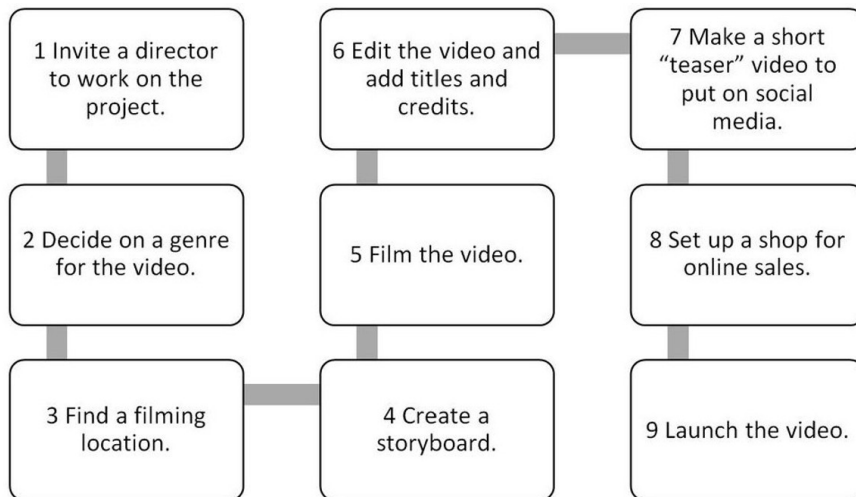 1 Invite a director
to work on the
project.
2 Decide on a genre
for the video.
3 Find a filming
location.
4 Create a
storyboard.
5 Film the video.
6 Edit the video and
add titles and
credits.
7 Make a short
“teaser” video to
put on social
media.
8 Set up a shop for
online sales.
9 Launch the video.